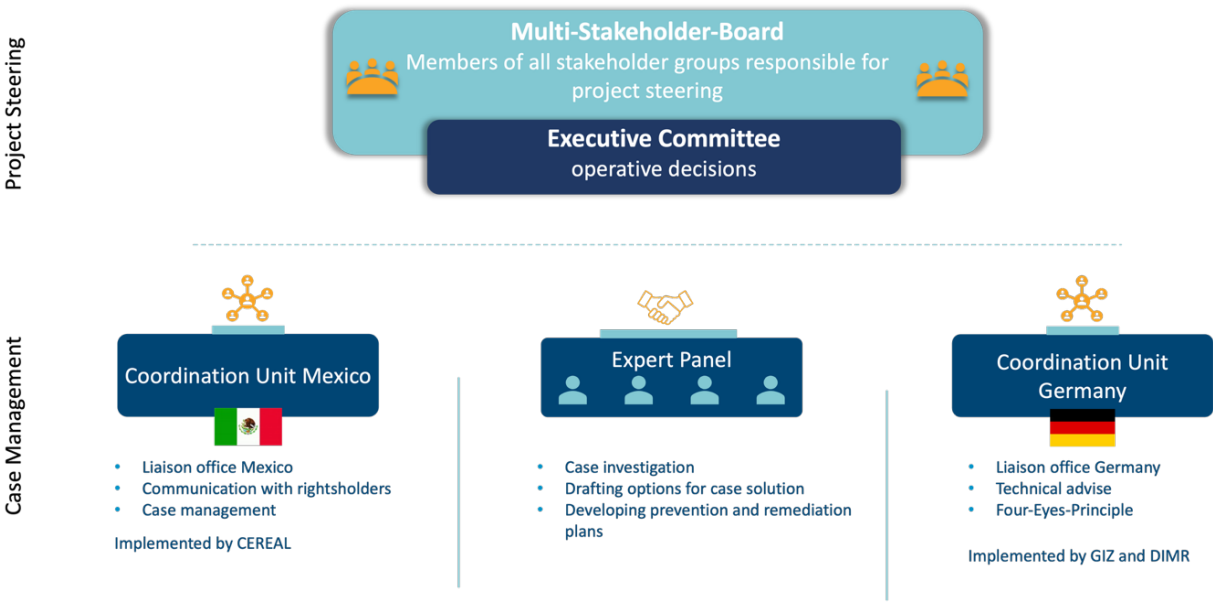 Project Steering
Multi-Stakeholder-Board
Members of all stakeholder groups responsible for
project steering
Executive Committee
operative decisions
Case Management
Coordination Unit Mexico
• Liaison office Mexico
• Communication with rightsholders
• Case management
Implemented by CEREAL
Expert Panel
• Case investigation
• Drafting options for case solution
• Developing prevention and remediation
plans
Coordination Unit
Germany
• Liaison office Germany
• Technical advise
• Four-Eyes-Principle
Implemented by GIZ and DIMR